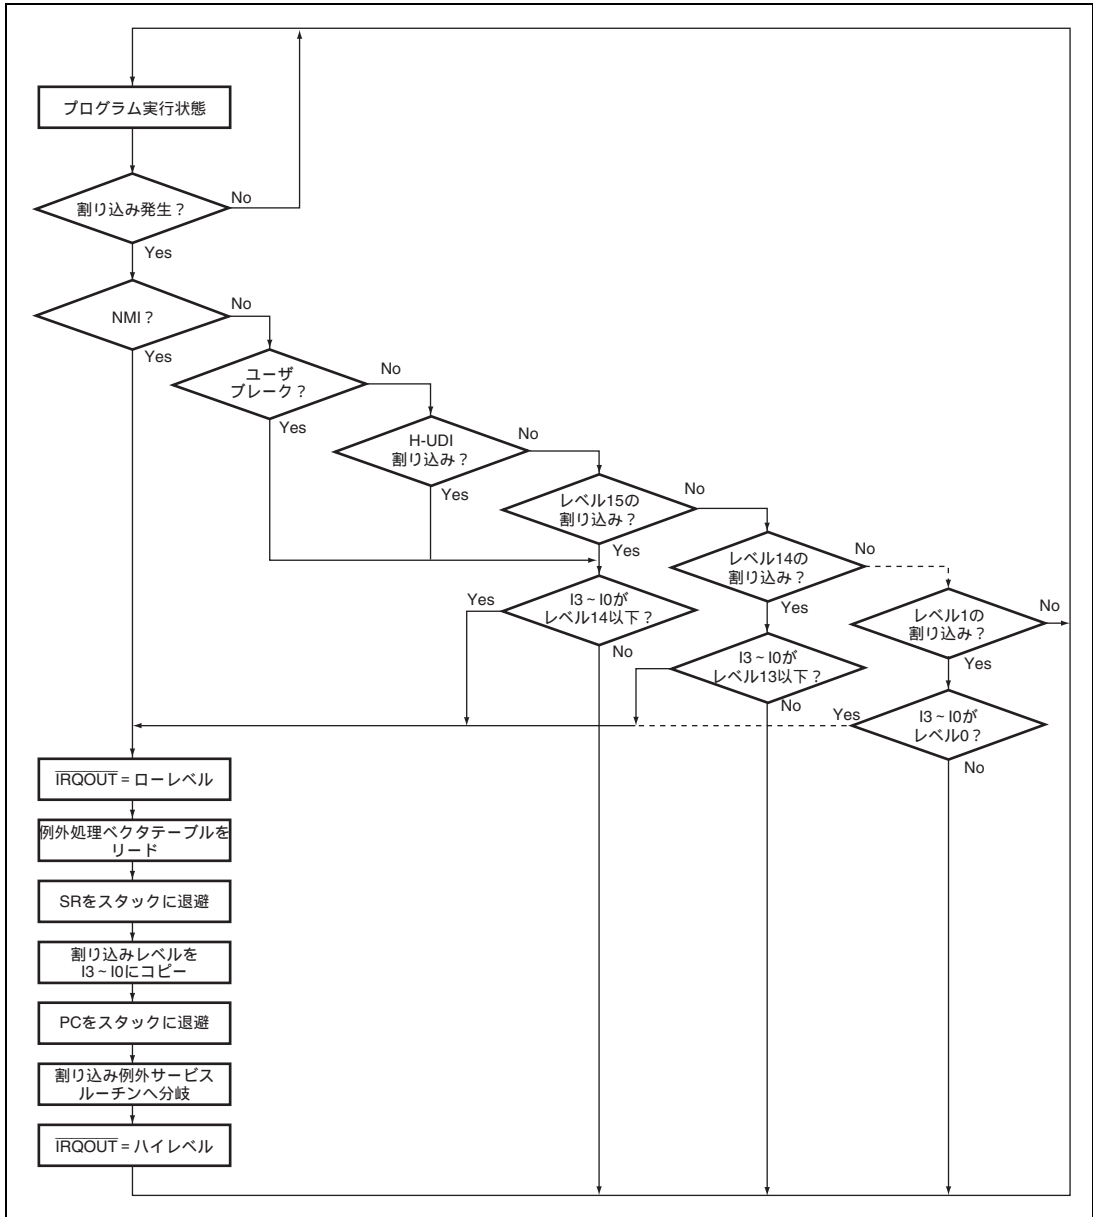 プログラム実行状態
割り込み発生?
No
Yes
NMI?
No
Yes
ユーザ
ブレーク?
No
Yes
H-UDI
割り込み?
No
Yes
レベル15の
割り込み?
No
Yes
レベル14の
割り込み?
No
Yes
レベル1の
割り込み?
No
Yes
I3~I0が
レベル14以下?
Yes
No
I3~I0が
レベル13以下?
No
I3~I0が
レベル0?
Yes
No
IRQOUT = ローレベル
例外処理ベクタテーブルを
リード
SRをスタックに退避
割り込みレベルを
I3~I0にコピー
PCをスタックに退避
割り込み例外サービス
ルーチンへ分岐
IRQOUT = ハイレベル